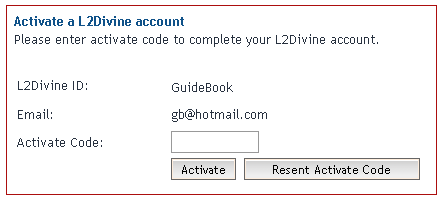 Activate a L2Divine account
Please enter activate code to complete your L2Divine account.
L2Divine ID: GuideBook
Email: gb@hotmail.com
Activate Code:
Activate Resent Activate Code